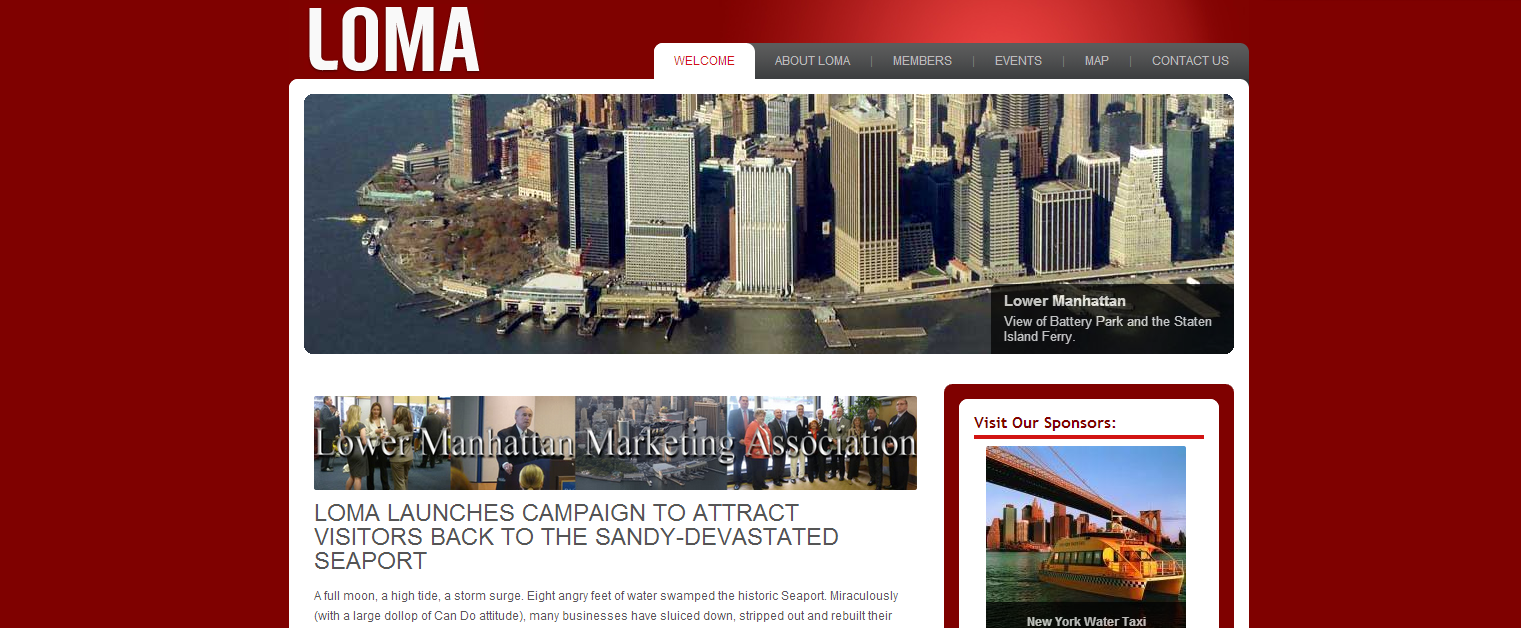 LOMA
WELCOME
ABOUT LOMA
MEMBERS
EVENTS
MAP
CONTACT US
Lower Manhattan
View of Battery Park and the Staten
Island Ferry.
Lower Manhattan Marketing Association
LOMA LAUNCHES CAMPAIGN TO ATTRACT
VISITORS BACK TO THE SANDY-DEVASTATED
SEAPORT
A full moon, a high tide, a storm surge. Eight angry feet of water swamped the historic Seaport. Miraculously
(with a large dollop of Can Do attitude), many businesses have sluiced down, stripped out and rebuilt their
Visit Our Sponsors:
New York Water Taxi